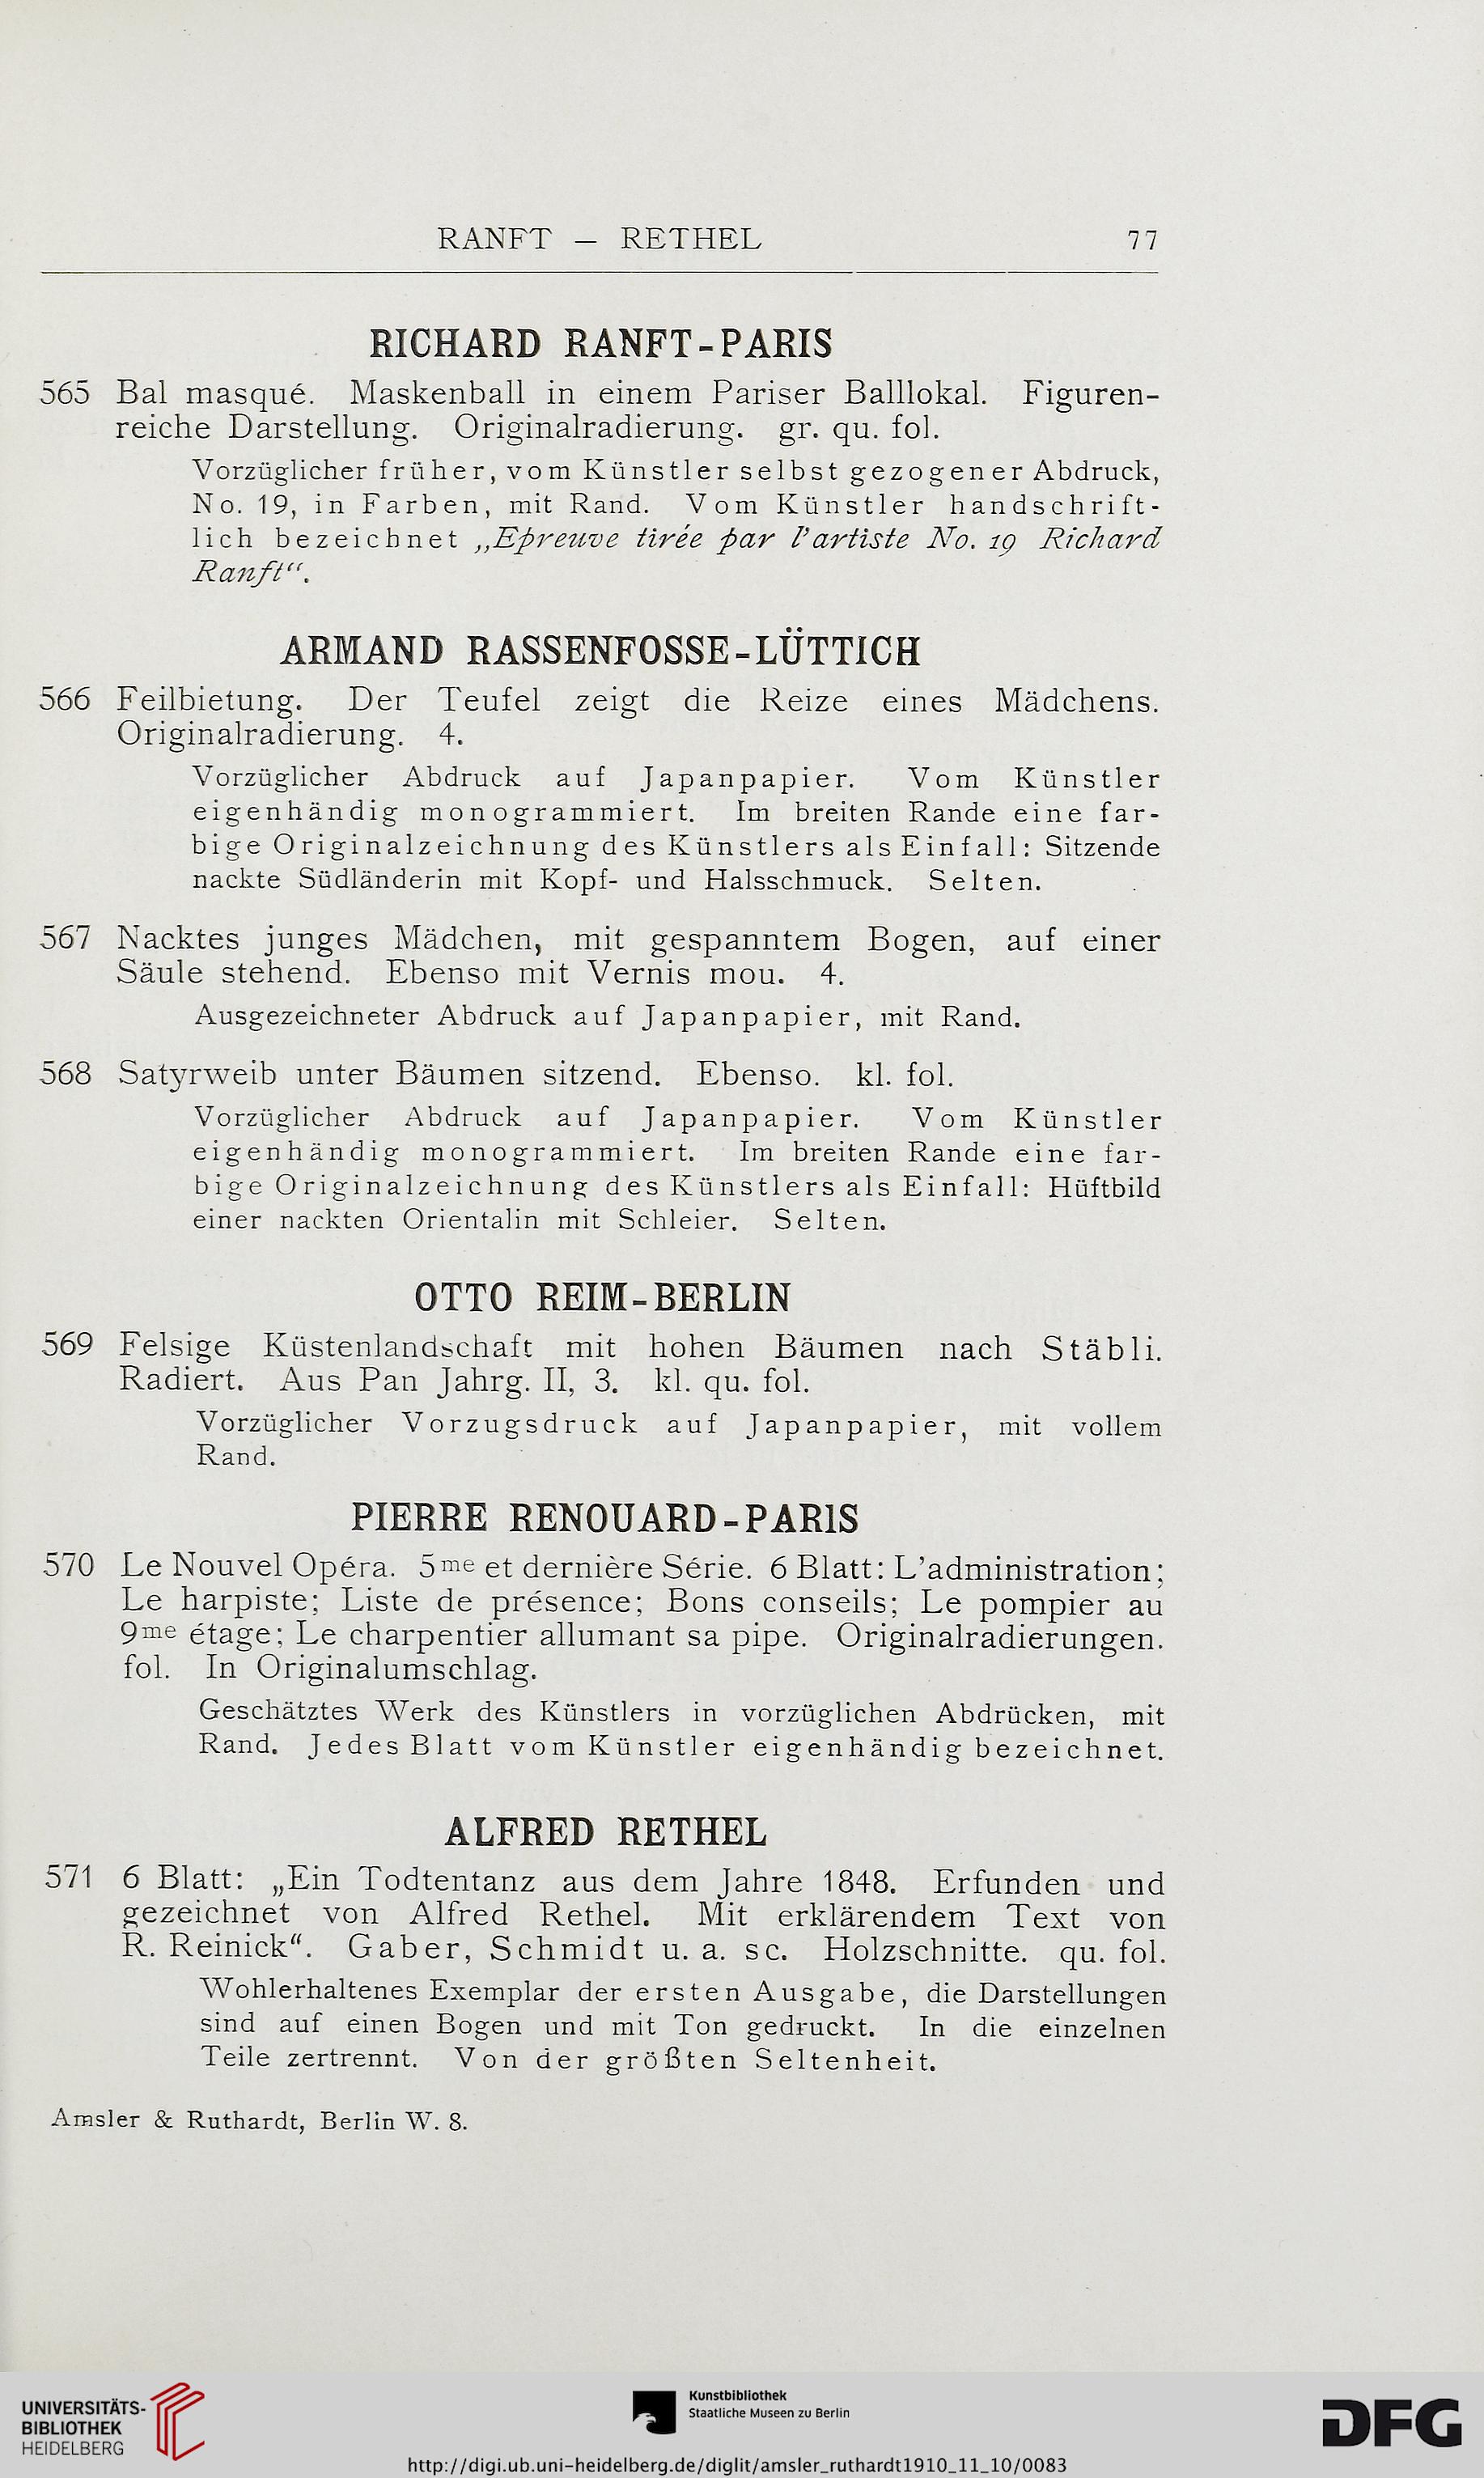 RANFT — RETHEL 77
RICHARD RANFT-PARIS
565 Bal masqué. Maskenball in einem Pariser Balllokal. Figuren-
reiche Darstellung. Originalradierung. gr. qu. fol.
Vorzüglicher früher, vom Künstler selbst gezogener Abdruck,
No. 19, in Farben, mit Rand. Vom Künstler handschrift-
lich bezeichnet „Epreuve tirée par l'artiste No. 19 Richard
Ranft“.
ARMAND RASSENFOSSE-LÜTTICH
566 Feilbietung. Der Teufel zeigt die Reize eines Mädchens.
Originalradierung. 4.
Vorzüglicher Abdruck auf Japanpapier. Vom Künstler
eigenhändig monogrammiert. Im breiten Rande eine far-
bige Originalzeichnung des Künstlers als Einfall: Sitzende
nackte Südländerin mit Kopf- und Halsschmuck. Selten.
567 Nacktes junges Mädchen, mit gespanntem Bogen, auf einer
Säule stehend. Ebenso mit Vernis mou. 4.
Ausgezeichneter Abdruck auf Japanpapier, mit Rand.
568 Satyrweib unter Bäumen sitzend. Ebenso. kl. fol.
Vorzüglicher Abdruck auf Japanpapier. Vom Künstler
eigenhändig monogrammiert. Im breiten Rande eine far-
bige Originalzeichnung des Künstlers als Einfall: Hüftbild
einer nackten Orientalin mit Schleier. Selten.
OTTO REIM-BERLIN
569 Felsige Küstenlandschaft mit hohen Bäumen nach Stäbli.
Radiert. Aus Pan Jahrg. II, 3. kl. qu. fol.
Vorzüglicher Vorzugsdruck auf Japanpapier, mit vollem
Rand.
PIERRE RENOUARD-PARIS
570 Le Nouvel Opéra. 5me et dernière Série. 6 Blatt: L'administration;
Le harpiste; Liste de présence; Bons conseils; Le pompier au
9me étage; Le charpentier allumant sa pipe. Originalradierungen.
fol. In Originalumschlag.
Geschätztes Werk des Künstlers in vorzüglichen Abdrücken, mit
Rand. Jedes Blatt vom Künstler eigenhändig bezeichnet.
ALFRED RETHEL
571 6 Blatt: „Ein Todtentanz aus dem Jahre 1848. Erfunden und
gezeichnet von Alfred Rethel. Mit erklärendem Text von
R. Reinick“. Gaber, Schmidt u. a. sc. Holzschnitte. qu. fol.
Wohlerhaltenes Exemplar der ersten Ausgabe, die Darstellungen
sind auf einen Bogen und mit Ton gedruckt. In die einzelnen
Teile zertrennt. Von der größten Seltenheit.
Amsler & Ruthardt, Berlin W. 8.
UNIVERSITÄTS-
BIBLIOTHEK
HEIDELBERG
Kunstbibliothek
Staatliche Museen zu Berlin
DFG
http://digi.ub.uni-heidelberg.de/diglit/amsler_ruthardt1910_11_10/0083